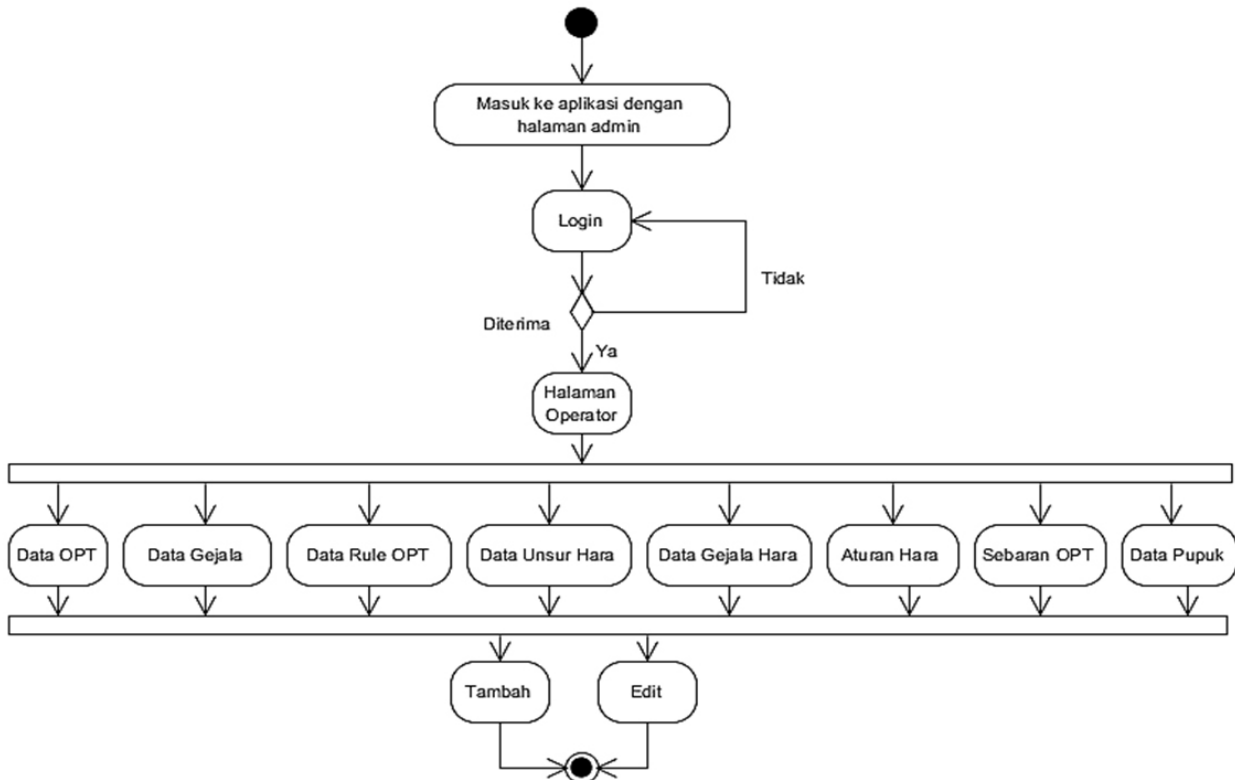 Masuk ke aplikasi dengan
halaman admin
Login
Tidak
Diterima
Ya
Halaman
Operator
Data OPT
Data Gejala
Data Rule OPT
Data Unsur Hara
Data Gejala Hara
Aturan Hara
Sebaran OPT
Data Pupuk
Tambah
Edit